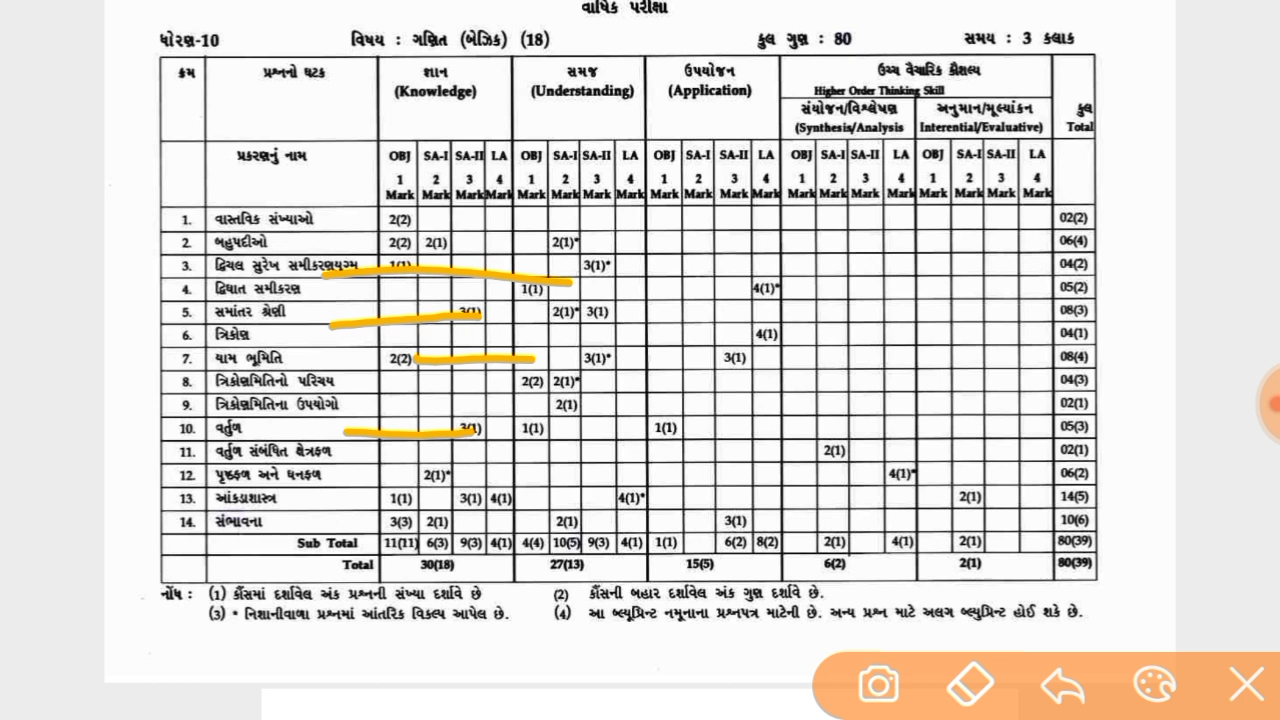 વાર્ષિક પરીક્ષા
ધોરણ-10 વિષય : ગણિત (બેઝિક) (18) કુલ ગુણ : 80 સમય : 3 કલાક
ક્રમ પ્રશ્નનો ઘટક જ્ઞાન સમજ ઉપયોજન ઉચ્ચ વૈચારિક કૌશલ્ય
(Knowledge) (Understanding) (Application) Higher Order Thinking Skill
સંયોજન/વિશ્લેષણ અનુમાન/મૂલ્યાંકન કુલ
(Synthesis/Analysis Interential/Evaluative) Total
પ્રકરણનું નામ OBJ SA-I SA-II LA OBJ SA-I SA-II LA OBJ SA-I SA-II LA OBJ SA-I SA-II LA OBJ SA-I SA-II LA
1 2 3 4 1 2 3 4 1 2 3 4 1 2 3 4 1 2 3 4
Mark Mark Mark Mark Mark Mark Mark Mark Mark Mark Mark Mark Mark Mark Mark Mark Mark Mark Mark Mark
1. વાસ્તવિક સંખ્યાઓ 2(2) 02(2)
2. બહુપદીઓ 2(2) 2(1) 2(1)* 06(4)
3. દ્વિચલ સુરેખ સમીકરણયુગ્મ 1(1) 3(1)* 04(2)
4. દ્વિઘાત સમીકરણ 1(1) 4(1)* 05(2)
5. સમાંતર શ્રેણી 3(1) 2(1)* 3(1) 08(3)
6. ત્રિકોણ 4(1) 04(1)
7. યામ ભૂમિતિ 2(2) 3(1)* 3(1) 08(4)
8. ત્રિકોણમિતિનો પરિચય 2(2) 2(1)* 04(3)
9. ત્રિકોણમિતિના ઉપયોગો 2(1) 02(1)
10. વર્તુળ 3(1) 1(1) 1(1) 05(3)
11. વર્તુળ સંબંધિત ક્ષેત્રફળ 2(1) 02(1)
12. પૃષ્ઠફળ અને ઘનફળ 2(1)* 4(1)* 06(2)
13. આંકડાશાસ્ત્ર 1(1) 3(1) 4(1) 4(1)* 2(1) 14(5)
14. સંભાવના 3(3) 2(1) 2(1) 3(1) 10(6)
Sub Total 11(11) 6(3) 9(3) 4(1) 4(4) 10(5) 9(3) 4(1) 1(1) 6(2) 8(2) 2(1) 4(1) 2(1) 80(39)
Total 30(18) 27(13) 15(5) 6(2) 2(1) 80(39)
નોંધ : (1) કૌંસમાં દર્શાવેલ અંક પ્રશ્નની સંખ્યા દર્શાવે છે (2) કૌંસની બહાર દર્શાવેલ અંક ગુણ દર્શાવે છે.
(3) * નિશાનીવાળા પ્રશ્નમાં આંતરિક વિકલ્પ આપેલ છે. (4) આ બ્લ્યુપ્રિન્ટ નમૂનાના પ્રશ્નપત્ર માટેની છે. અન્ય પ્રશ્ન માટે અલગ બ્લ્યુપ્રિન્ટ હોઈ શકે છે.